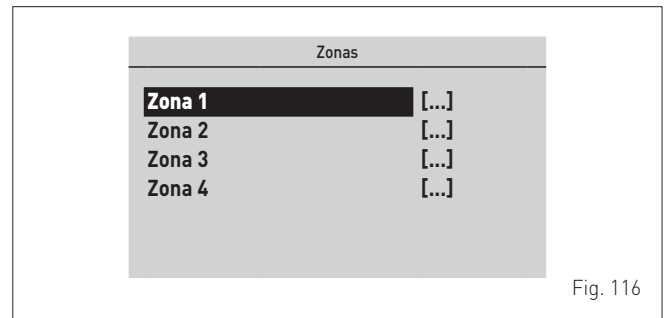 Zonas
Zona 1 [...]
Zona 2 [...]
Zona 3 [...]
Zona 4 [...]
Fig. 116